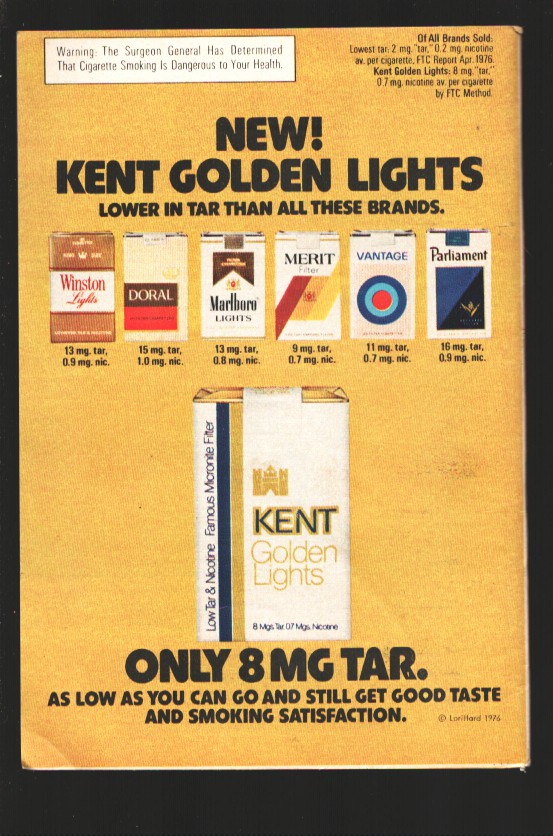 Warning: The Surgeon General Has Determined
That Cigarette Smoking Is Dangerous to Your Health.
Of All Brands Sold:
Lowest tar: 2 mg. "tar," 0.2 mg. nicotine
av. per cigarette, FTC Report Apr. 1976.
Kent Golden Lights: 8 mg. "tar,"
0.7 mg. nicotine av. per cigarette
by FTC Method.
NEW!
KENT GOLDEN LIGHTS
LOWER IN TAR THAN ALL THESE BRANDS.
Winston
Lights
DORAL
Marlboro
LIGHTS
MERIT
Filter
VANTAGE
Parliament
13 mg. tar,
0.9 mg. nic.
15 mg. tar,
1.0 mg. nic.
13 mg. tar,
0.8 mg. nic.
9 mg. tar,
0.7 mg. nic.
11 mg. tar,
0.7 mg. nic.
16 mg. tar,
0.9 mg. nic.
Low Tar & Nicotine Famous Micronite Filter
KENT
Golden
Lights
8 Mgs. Tar, 0.7 Mgs. Nicotine
ONLY 8 MG TAR.
AS LOW AS YOU CAN GO AND STILL GET GOOD TASTE
AND SMOKING SATISFACTION.
© Lorillard 1976